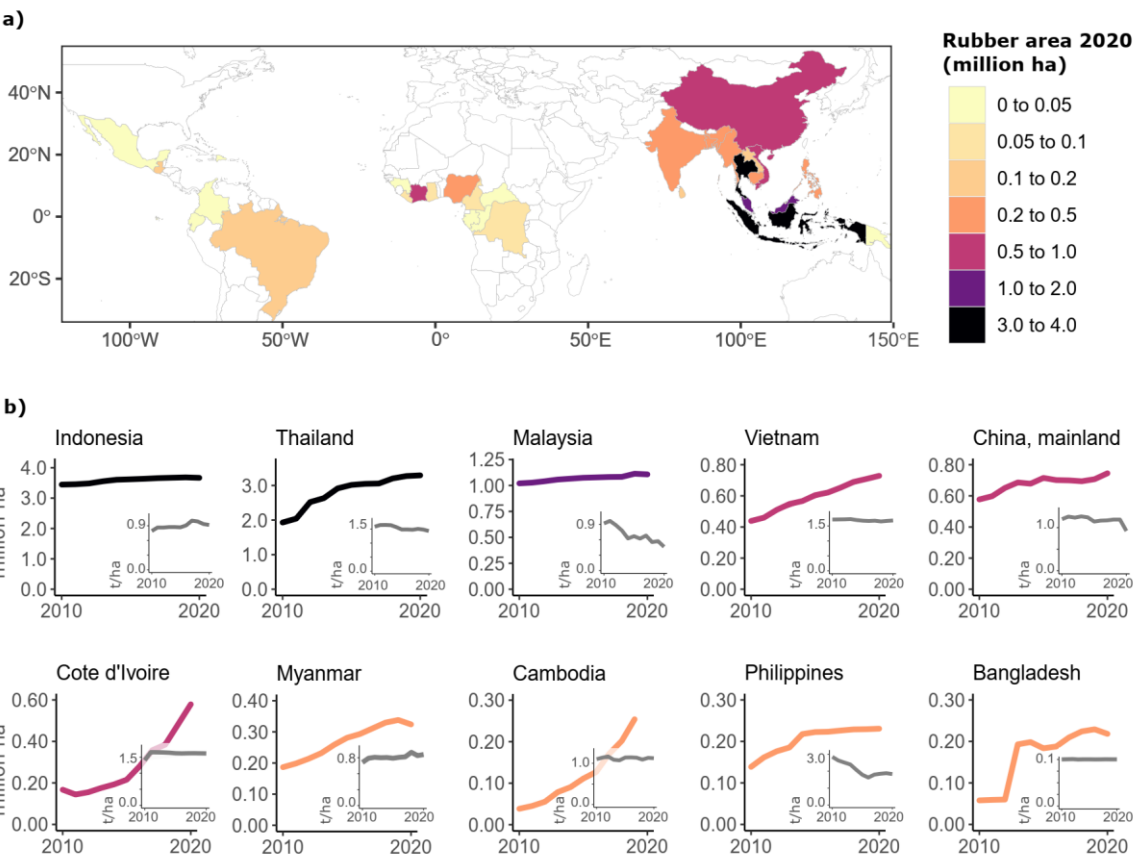 a)
Rubber area 2020
(million ha)
40°N
20°N
0°
20°S
100°W
50°W
0°
50°E
100°E
150°E
0 to 0.05
0.05 to 0.1
0.1 to 0.2
0.2 to 0.5
0.5 to 1.0
1.0 to 2.0
3.0 to 4.0
b)
Indonesia
4.0
3.0
2.0
1.0
0.0
2010
2020
0.9
0.0
t/ha
2010
2020
Thailand
3.0
2.0
1.0
0.0
2010
2020
1.5
0.0
t/ha
2010
2020
Malaysia
1.25
1.00
0.75
0.50
0.25
0.00
2010
2020
0.9
0.0
t/ha
2010
2020
Vietnam
0.80
0.60
0.40
0.20
0.00
2010
2020
1.5
0.0
t/ha
2010
2020
China, mainland
0.80
0.60
0.40
0.20
0.00
2010
2020
1.0
0.0
t/ha
2010
2020
Cote d'Ivoire
0.60
0.40
0.20
0.00
2010
2020
1.5
0.0
t/ha
2010
2020
Myanmar
0.40
0.30
0.20
0.10
0.00
2010
2020
0.8
0.0
t/ha
2010
2020
Cambodia
0.30
0.20
0.10
0.00
2010
2020
1.0
0.0
t/ha
2010
2020
Philippines
0.30
0.20
0.10
0.00
2010
2020
3.0
0.0
t/ha
2010
2020
Bangladesh
0.30
0.20
0.10
0.00
2010
2020
0.1
0.0
t/ha
2010
2020